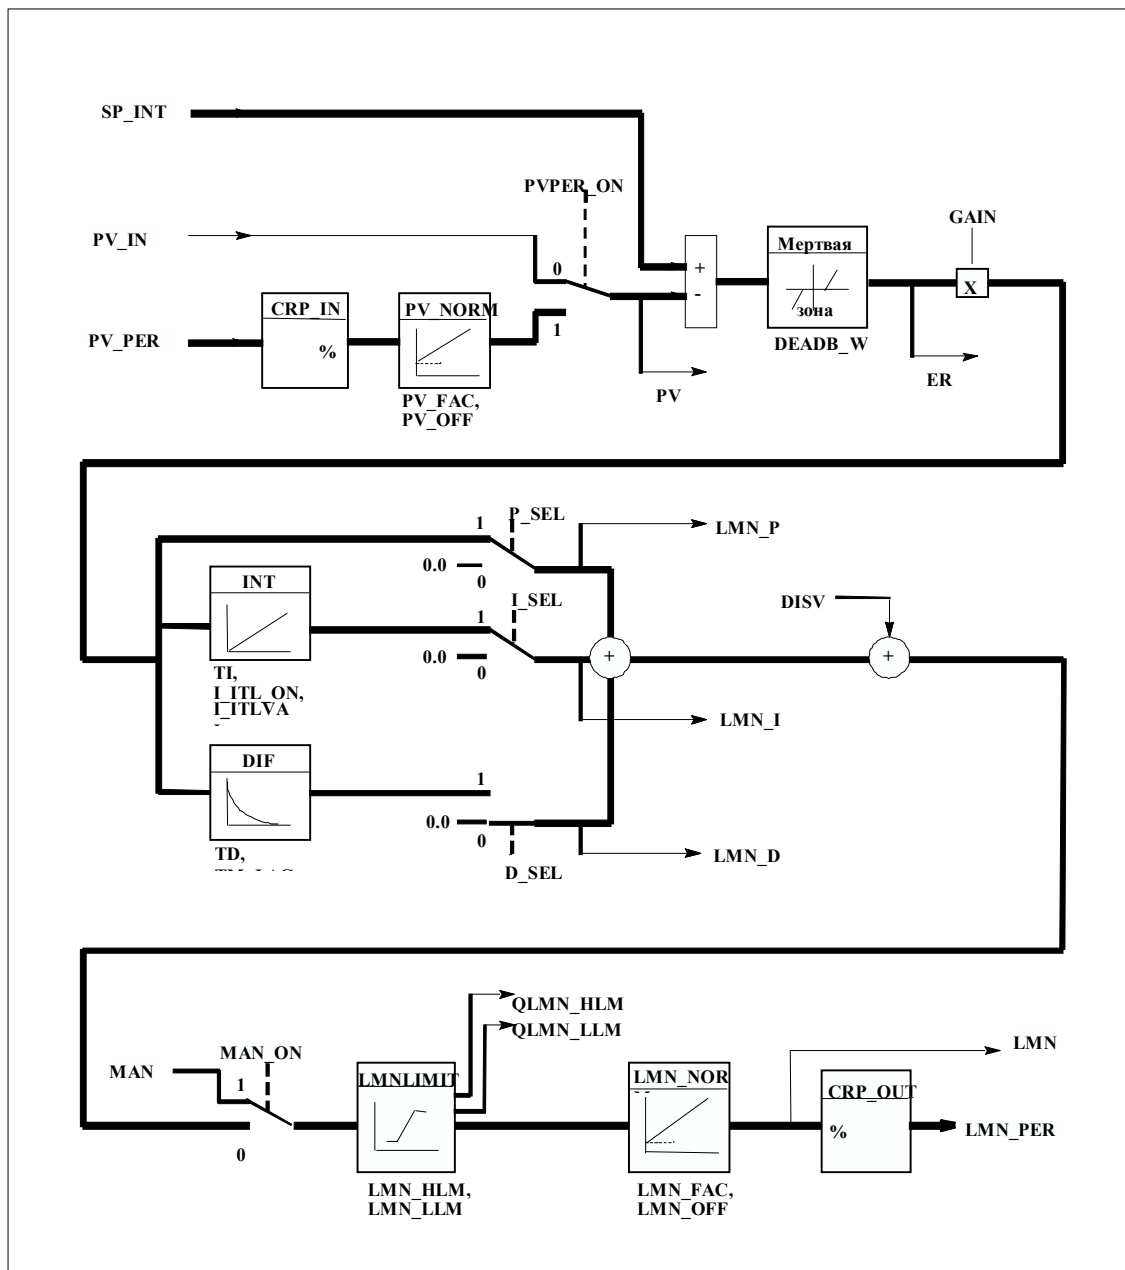 SP_INT
PVPER_ON
GAIN
PV_IN
0
+
-
Мертвая
зона
X
CRP_IN
%
PV_NORM
1
PV_PER
DEADB_W
ER
PV
PV_FAC,
PV_OFF
P_SEL
1
LMN_P
0.0
0
INT
I_SEL
1
DISV
0.0
0
+
+
TI,
I_ITL_ON,
I_ITLVA
LMN_I
DIF
1
0.0
0
TD,
LMN_D
D_SEL
QLMN_HLM
QLMN_LLM
MAN_ON
LMN
MAN
1
LMNLIMIT
LMN_NOR
CRP_OUT
%
LMN_PER
0
LMN_HLM,
LMN_LLM
LMN_FAC,
LMN_OFF